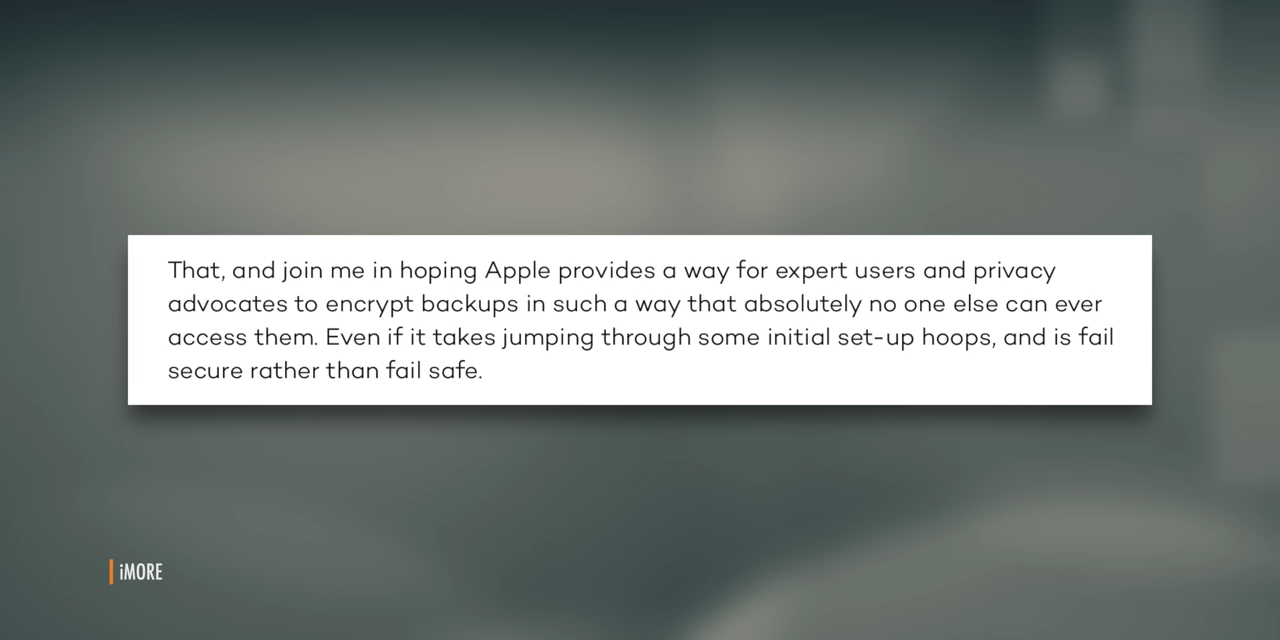 That, and join me in hoping Apple provides a way for expert users and privacy
advocates to encrypt backups in such a way that absolutely no one else can ever
access them. Even if it takes jumping through some initial set-up hoops, and is fail
secure rather than fail safe.
iMORE